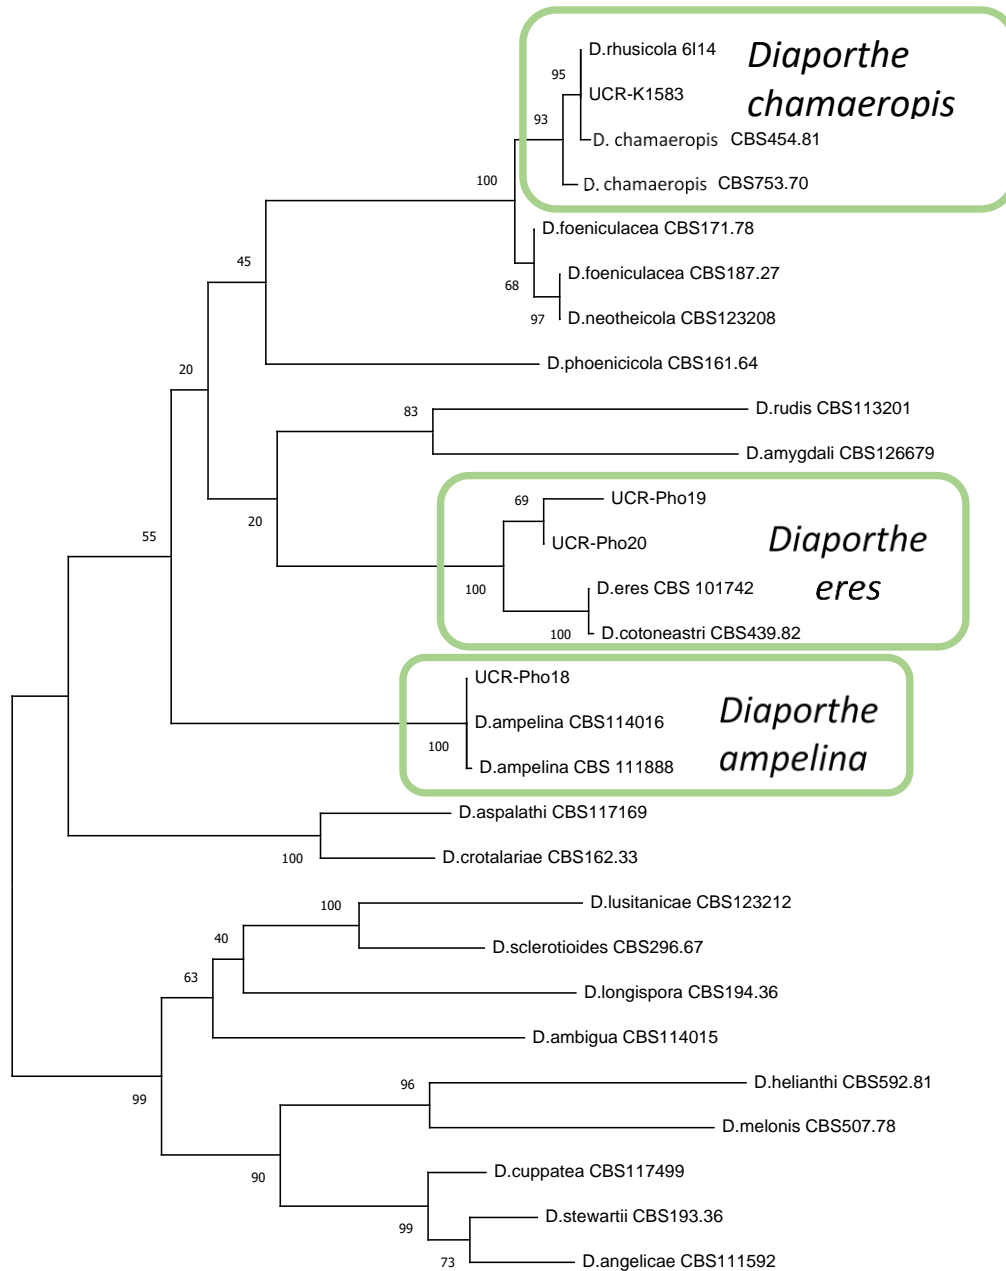 D.rhusicola 6I14
95
UCR-K1583
93
D. chamaeropis CBS454.81
D. chamaeropis CBS753.70
Diaporthe
chamaeropis
100
D.foeniculacea CBS171.78
45
D.foeniculacea CBS187.27
68
97
D.neotheicola CBS123208
D.phoenicicola CBS161.64
20
D.rudis CBS113201
83
D.amygdali CBS126679
UCR-Pho19
69
20
55
UCR-Pho20
Diaporthe
eres
D.eres CBS 101742
100
100
D.cotoneastri CBS439.82
UCR-Pho18
D.ampelina CBS114016
100
D.ampelina CBS 111888
Diaporthe
ampelina
D.aspalathi CBS117169
100
D.crotalariae CBS162.33
D.lusitanicae CBS123212
100
40
D.sclerotioides CBS296.67
63
D.longispora CBS194.36
D.ambigua CBS114015
D.helianthi CBS592.81
96
99
D.melonis CBS507.78
D.cuppatea CBS117499
90
D.stewartii CBS193.36
99
73
D.angelicae CBS111592